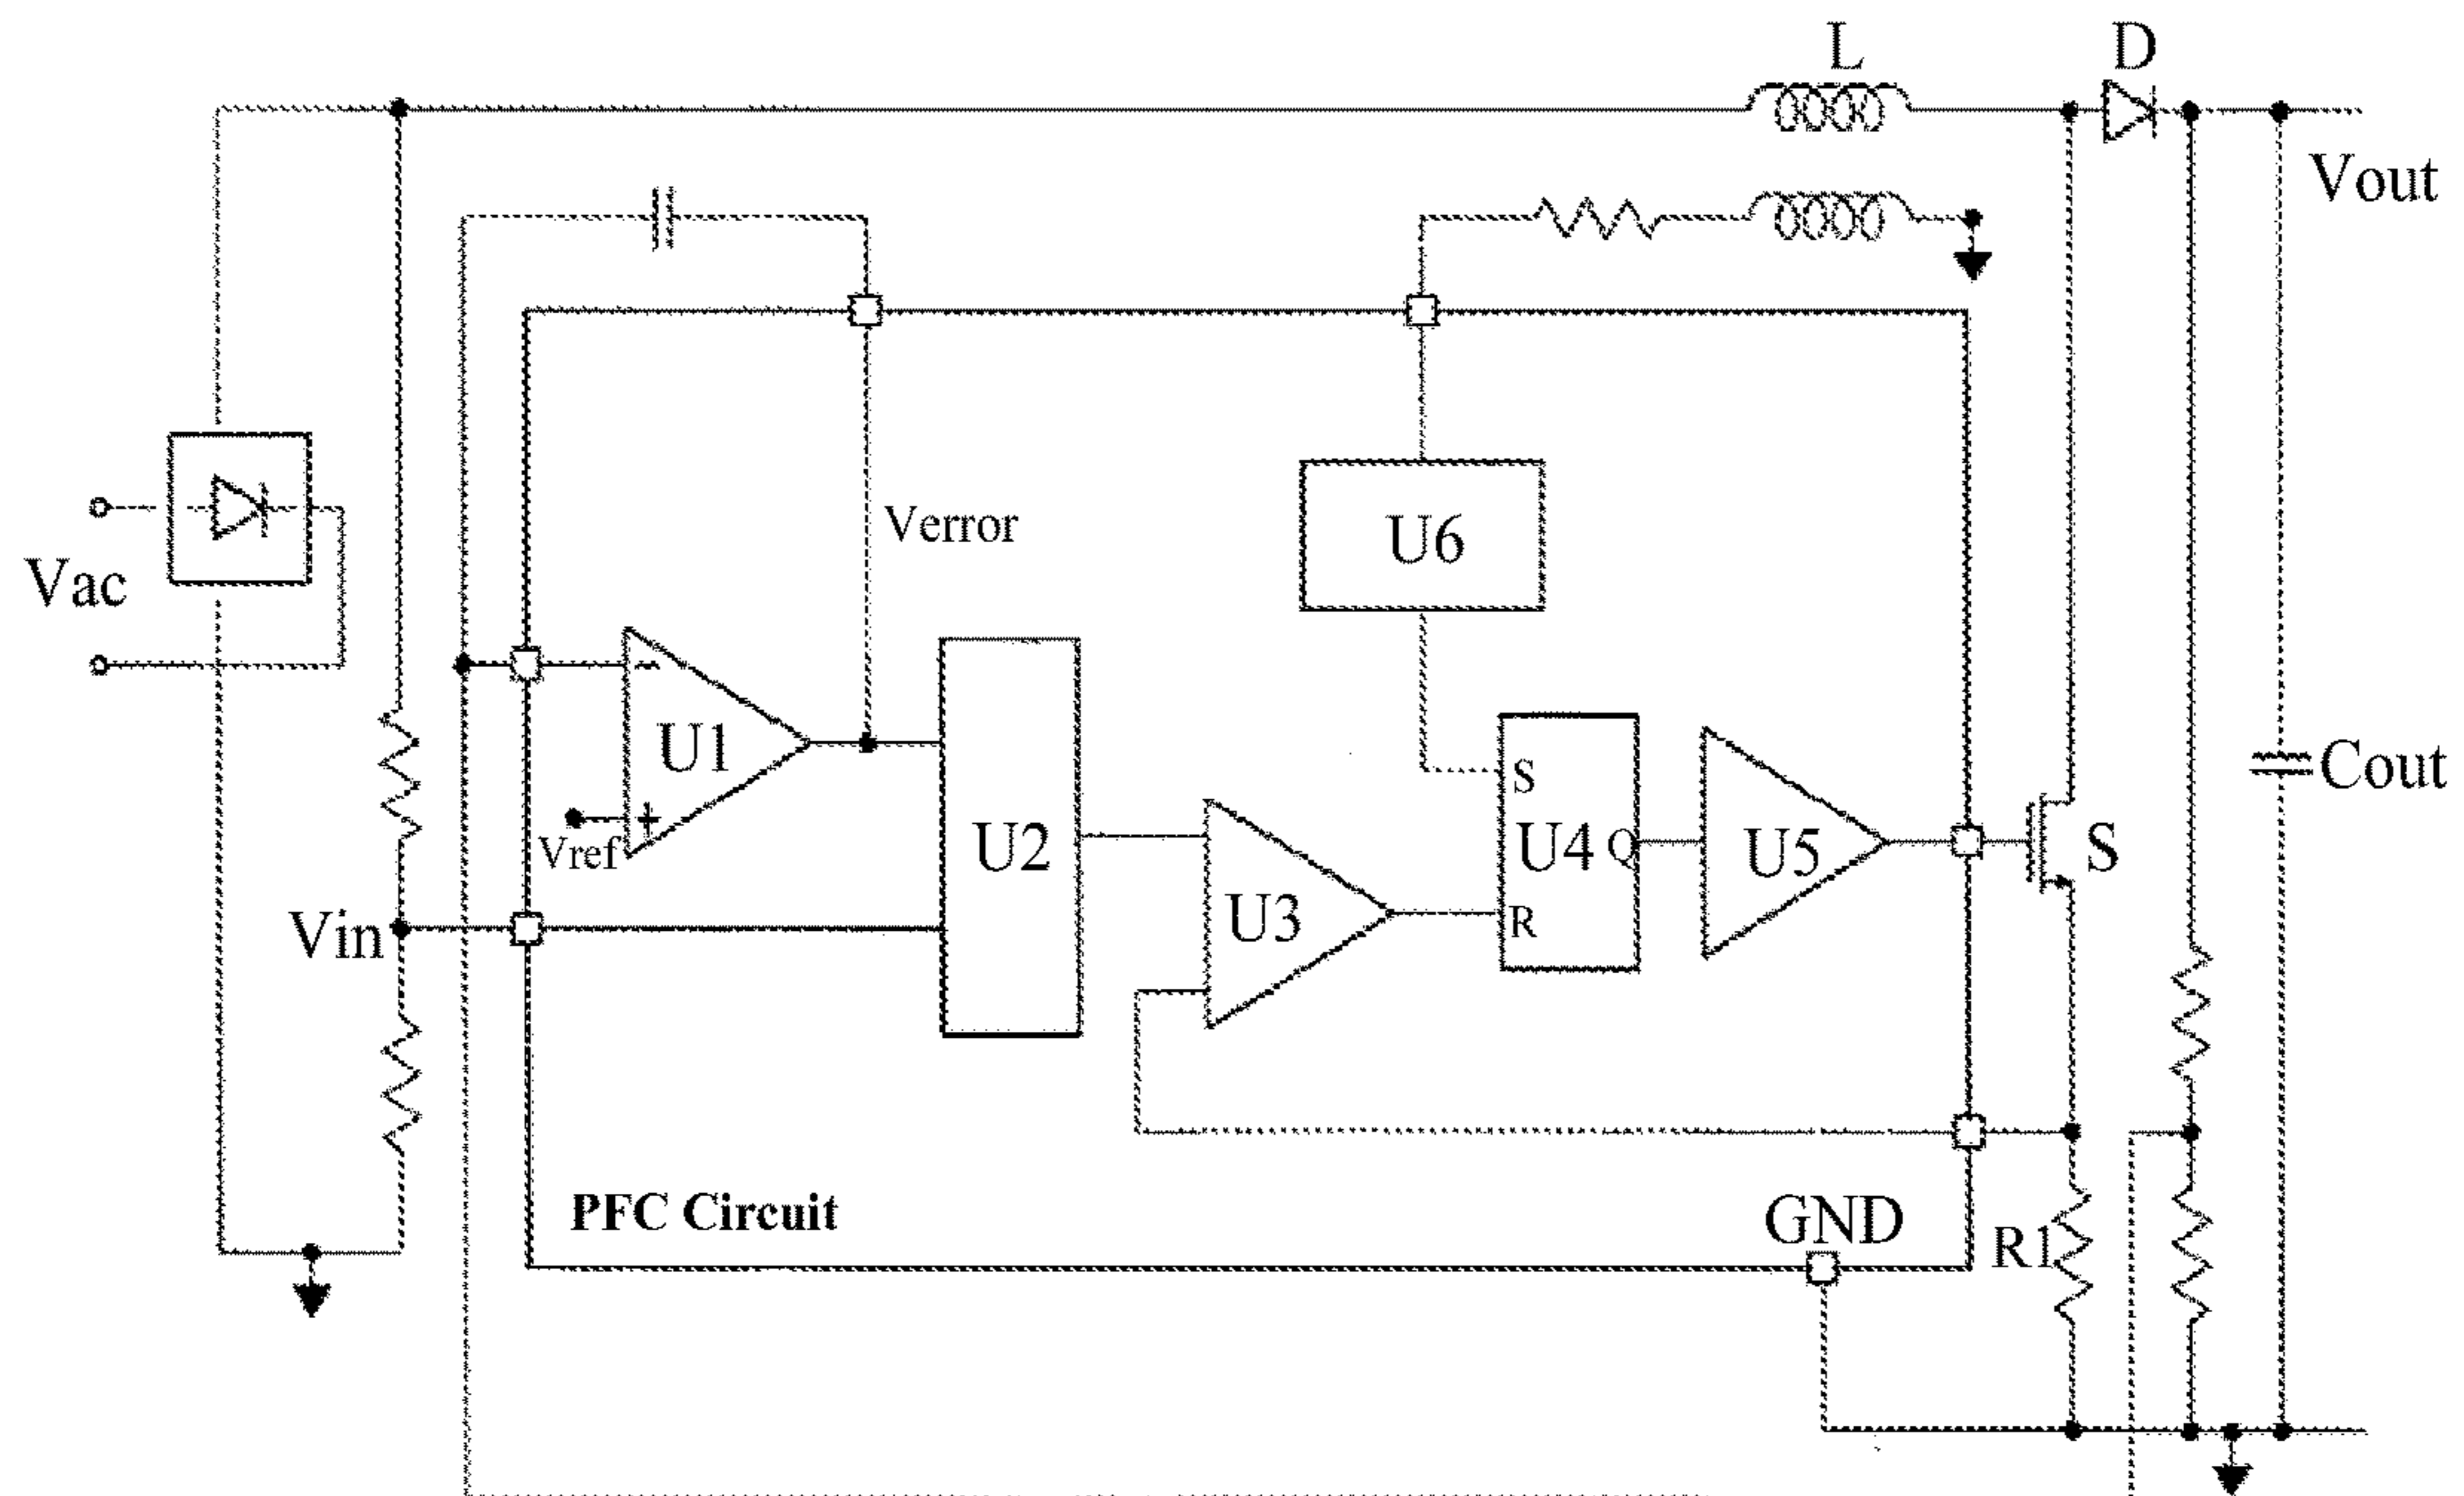 L
D
Vout
Verror
U6
Vac
-
U1
+
Vref
U2
S
U4
Q
R
U5
S
Cout
U3
Vin
PFC Circuit
GND
R1